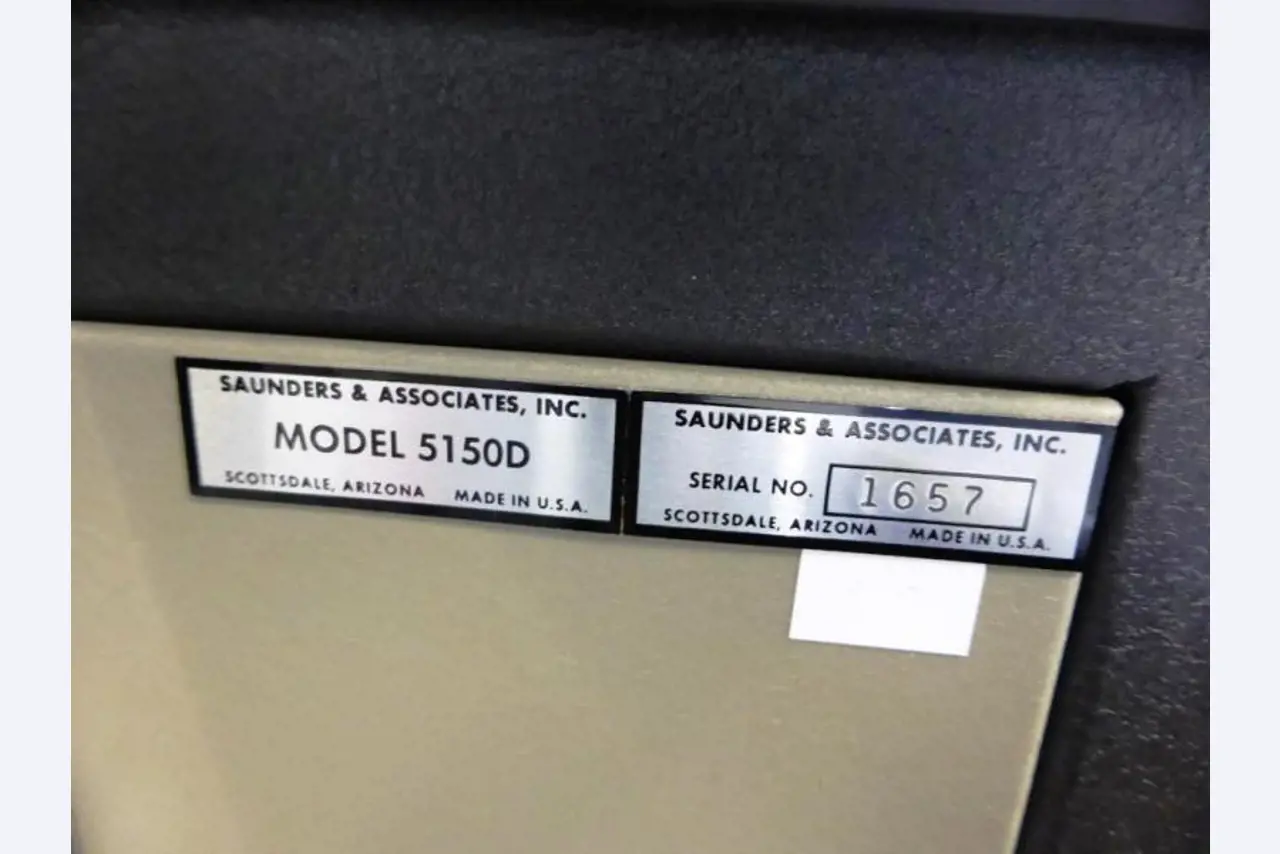 SAUNDERS & ASSOCIATES, INC.
MODEL 5150D
SCOTTSDALE, ARIZONA MADE IN U.S.A.
SAUNDERS & ASSOCIATES, INC.
SERIAL NO. 1657
SCOTTSDALE, ARIZONA MADE IN U.S.A.